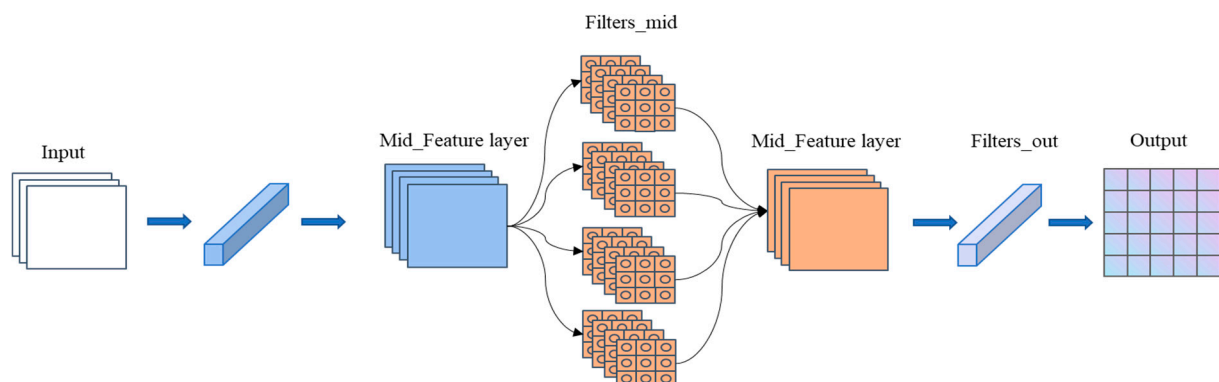 Filters_mid
Input
Mid_Feature layer
Mid_Feature layer
Filters_out
Output